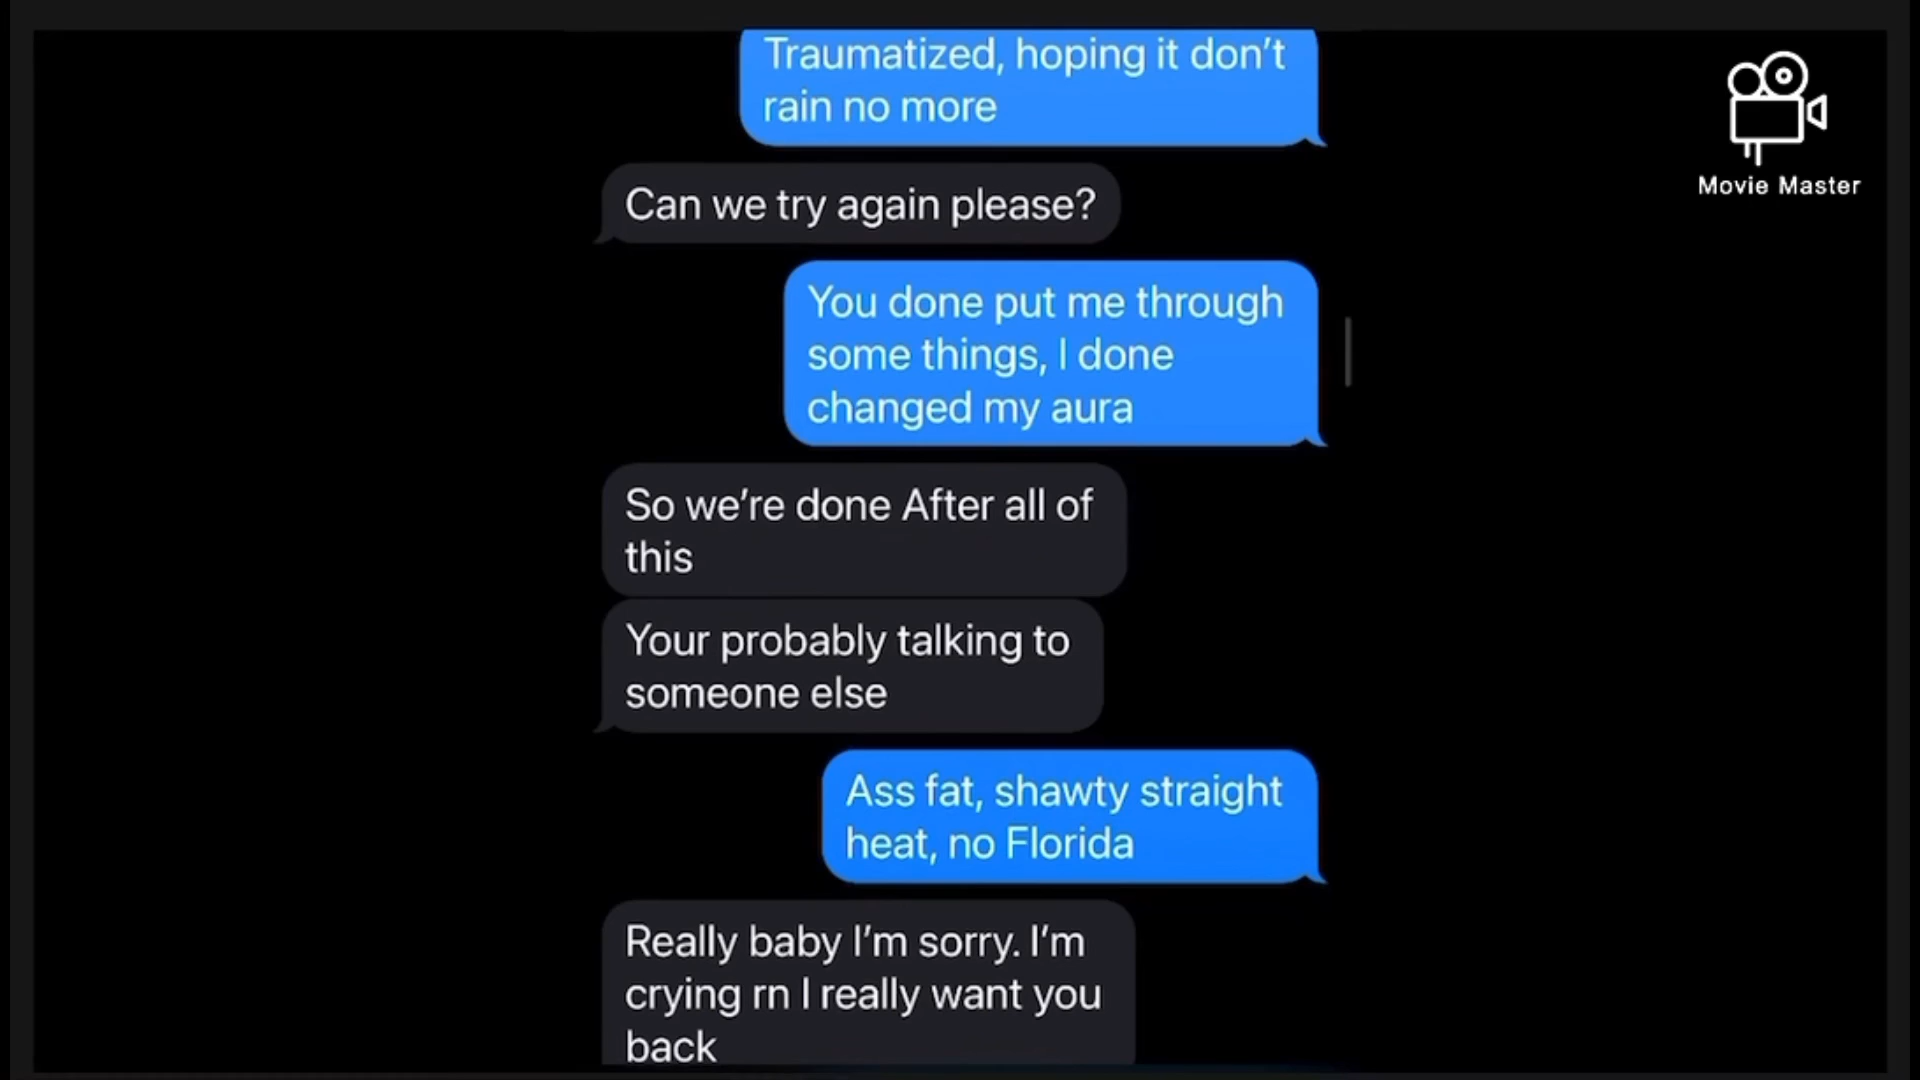 Traumatized, hoping it don't
rain no more
Movie Master
Can we try again please?
You done put me through
some things, I done
changed my aura
So we're done After all of
this
Your probably talking to
someone else
Ass fat, shawty straight
heat, no Florida
Really baby I'm sorry. I'm
crying rn I really want you
back